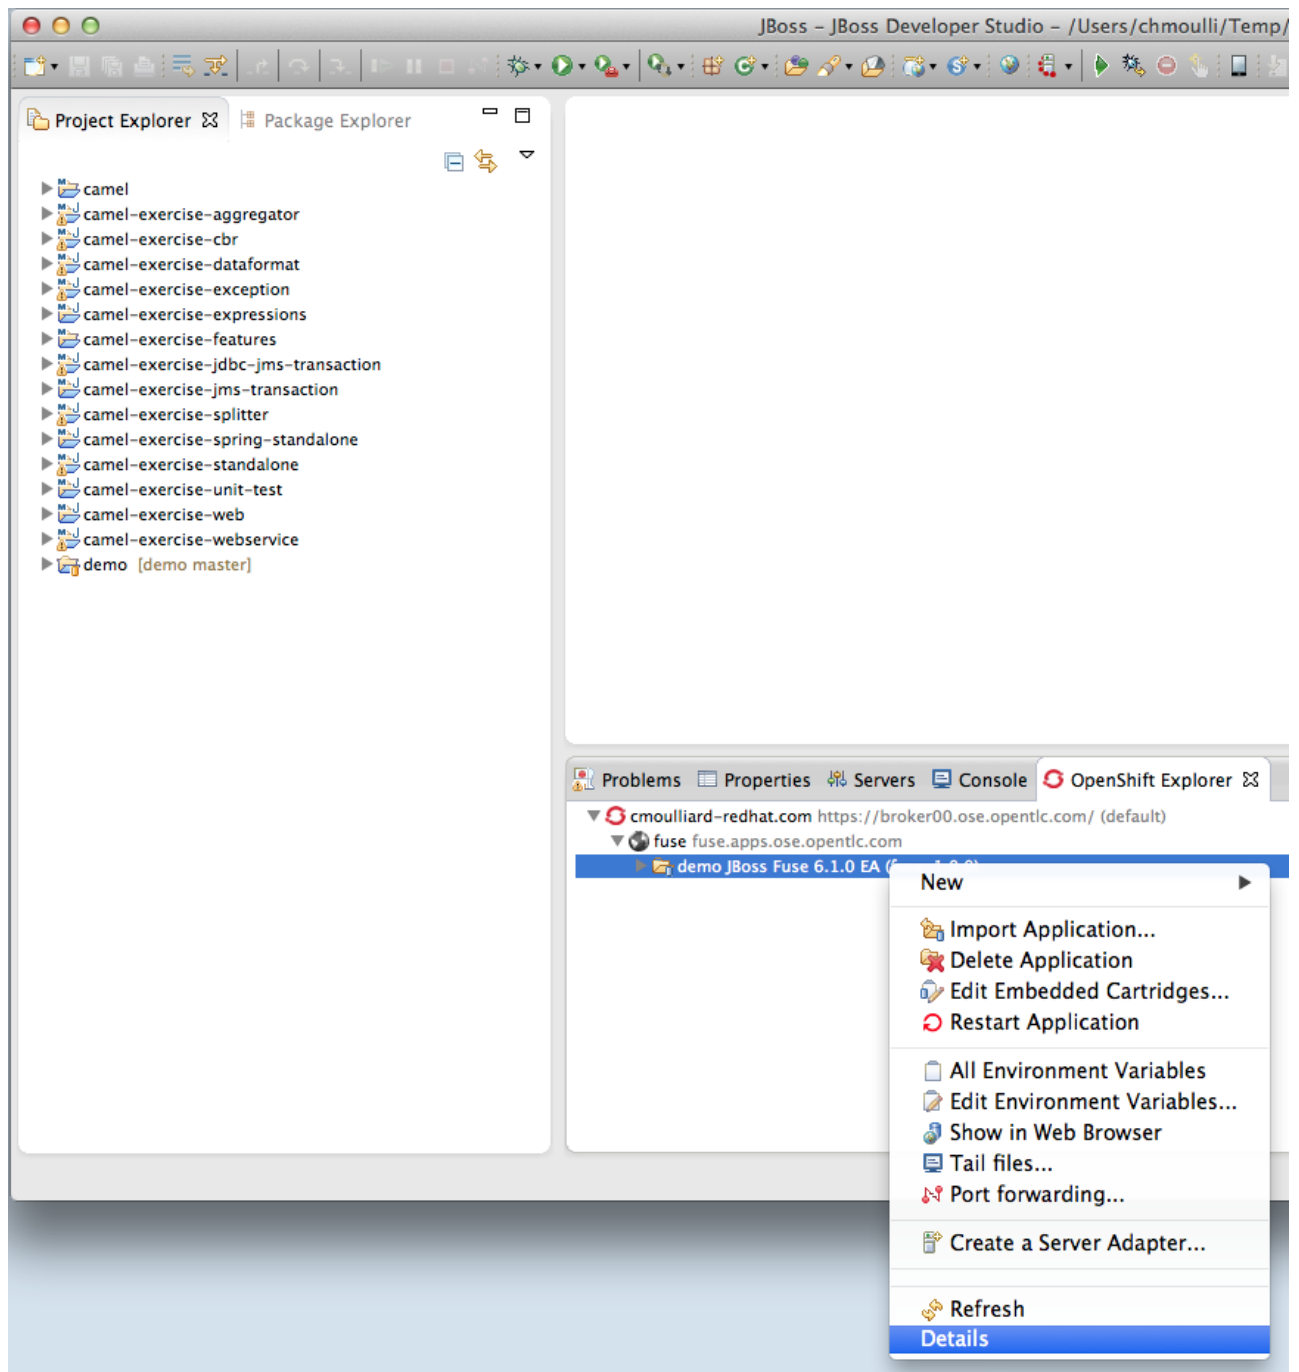 JBoss – JBoss Developer Studio – /Users/chmoulli/Temp/
Project Explorer
Package Explorer
camel
camel-exercise-aggregator
camel-exercise-cbr
camel-exercise-dataformat
camel-exercise-exception
camel-exercise-expressions
camel-exercise-features
camel-exercise-jdbc-jms-transaction
camel-exercise-jms-transaction
camel-exercise-splitter
camel-exercise-spring-standalone
camel-exercise-standalone
camel-exercise-unit-test
camel-exercise-web
camel-exercise-webservice
demo [demo master]
Problems Properties Servers Console OpenShift Explorer
cmoulliard-redhat.com https://broker00.ose.opentlc.com/ (default)
fuse fuse.apps.ose.opentlc.com
demo JBoss Fuse 6.1.0 EA
New
Import Application...
Delete Application
Edit Embedded Cartridges...
Restart Application
All Environment Variables
Edit Environment Variables...
Show in Web Browser
Tail files...
Port forwarding...
Create a Server Adapter...
Refresh
Details